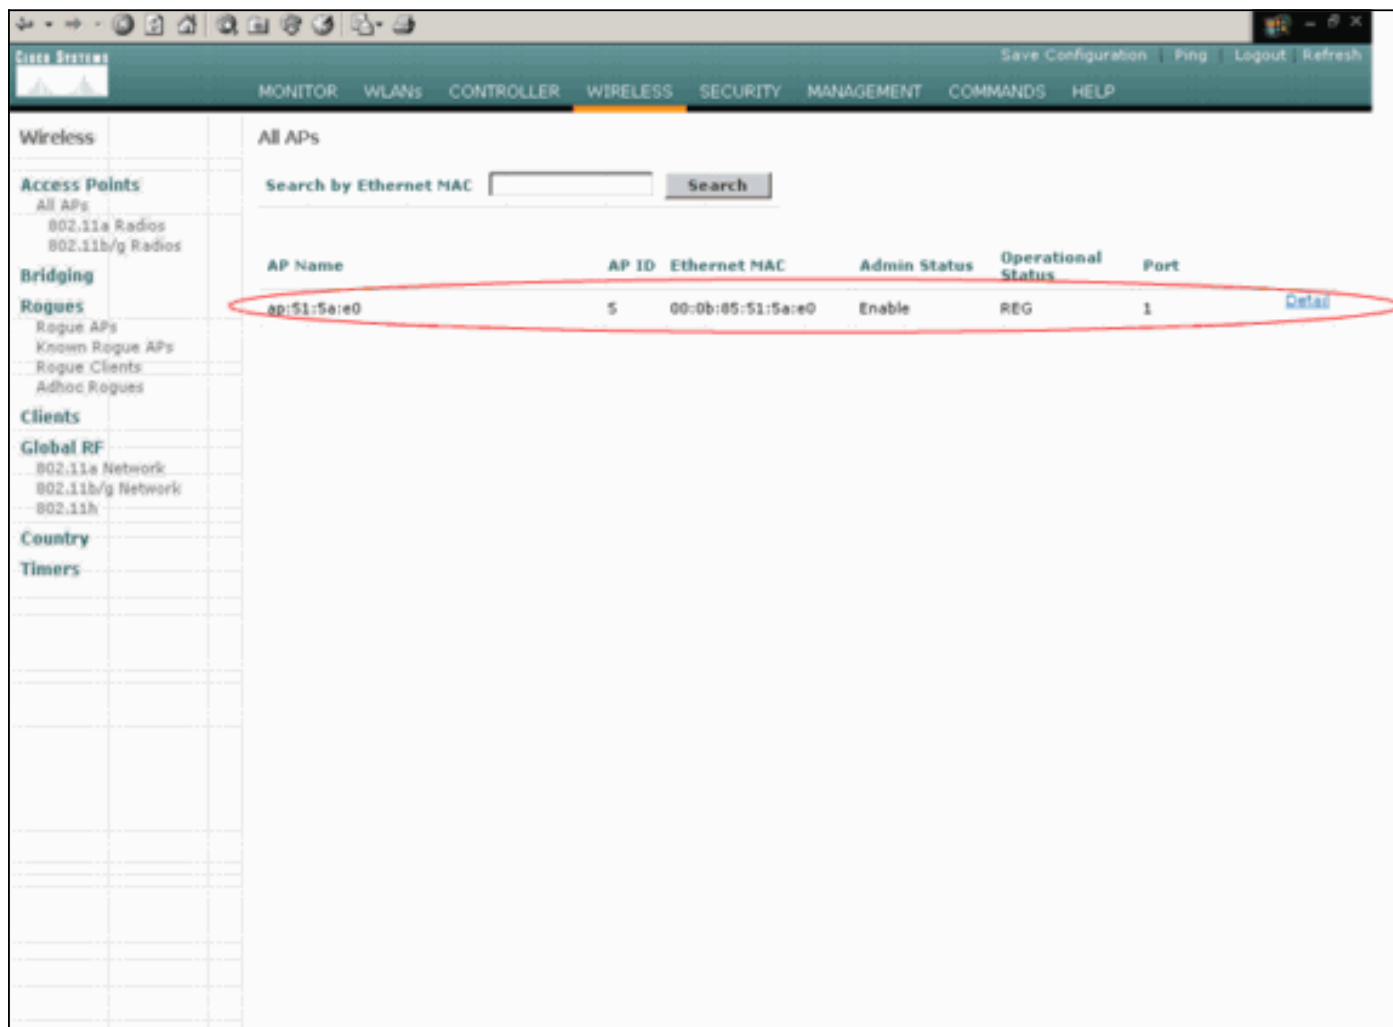 Save Configuration | Ping | Logout | Refresh
CISCO SYSTEMS
MONITOR WLANs CONTROLLER WIRELESS SECURITY MANAGEMENT COMMANDS HELP
Wireless
Access Points
All APs
802.11a Radios
802.11b/g Radios
Bridging
Rogues
Rogue APs
Known Rogue APs
Rogue Clients
Adhoc Rogues
Clients
Global RF
802.11a Network
802.11b/g Network
802.11h
Country
Timers
All APs
Search by Ethernet MAC Search
AP Name AP ID Ethernet MAC Admin Status Operational Status Port
ap:51:5a:e0 5 00:0b:85:51:5a:e0 Enable REG 1 Detail